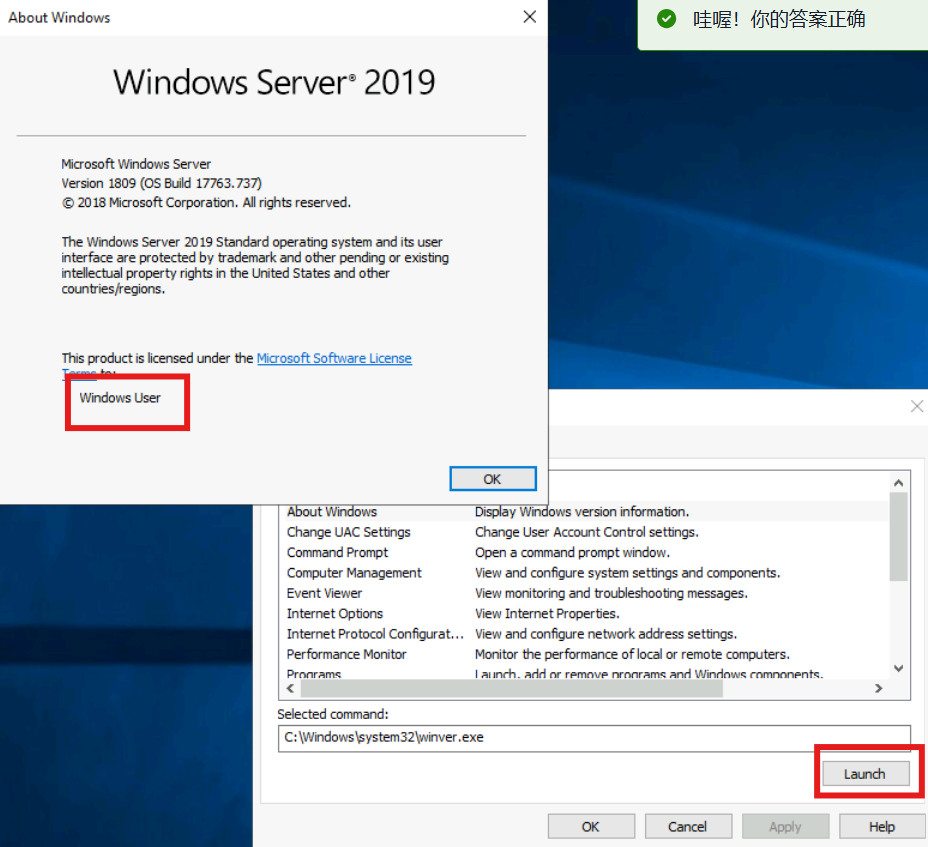 About Windows
哇喔！你的答案正确
Windows Server® 2019
Microsoft Windows Server
Version 1809 (OS Build 17763.737)
© 2018 Microsoft Corporation. All rights reserved.
The Windows Server 2019 Standard operating system and its user
interface are protected by trademark and other pending or existing
intellectual property rights in the United States and other
countries/regions.
This product is licensed under the Microsoft Software License
Terms to:
Windows User
OK
About Windows Display Windows version information.
Change UAC Settings Change User Account Control settings.
Command Prompt Open a command prompt window.
Computer Management View and configure system settings and components.
Event Viewer View monitoring and troubleshooting messages.
Internet Options View Internet Properties.
Internet Protocol Configurat... View and configure network address settings.
Performance Monitor Monitor the performance of local or remote computers.
Programs Launch, add or remove programs and Windows components.
Selected command:
C:\Windows\system32\winver.exe
Launch
OK Cancel Apply Help